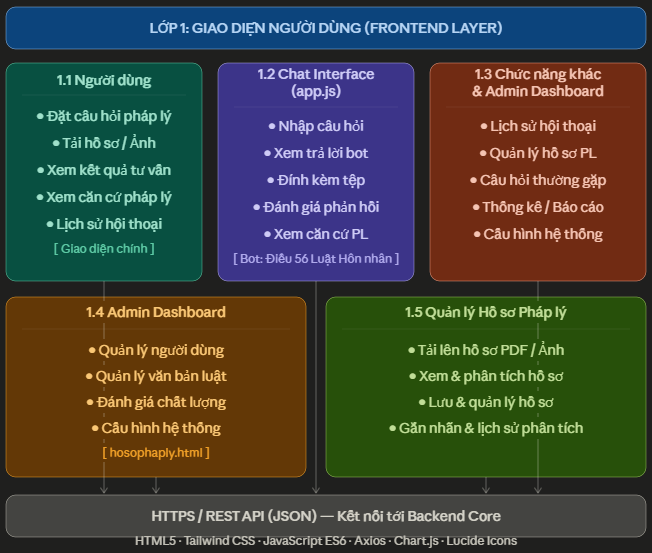 LỚP 1: GIAO DIỆN NGƯỜI DÙNG (FRONTEND LAYER)
1.1 Người dùng
• Đặt câu hỏi pháp lý
• Tải hồ sơ / Ảnh
• Xem kết quả tư vấn
• Xem căn cứ pháp lý
• Lịch sử hội thoại
[ Giao diện chính ]
1.2 Chat Interface
(app.js)
• Nhập câu hỏi
• Xem trả lời bot
• Đính kèm tệp
• Đánh giá phản hồi
• Xem căn cứ PL
[ Bot: Điều 56 Luật Hôn nhân ]
1.3 Chức năng khác
& Admin Dashboard
• Lịch sử hội thoại
• Quản lý hồ sơ PL
• Câu hỏi thường gặp
• Thống kê / Báo cáo
• Cấu hình hệ thống
1.4 Admin Dashboard
• Quản lý người dùng
• Quản lý văn bản luật
• Đánh giá chất lượng
• Cấu hình hệ thống
[ hosophaply.html ]
1.5 Quản lý Hồ sơ Pháp lý
• Tải lên hồ sơ PDF / Ảnh
• Xem & phân tích hồ sơ
• Lưu & quản lý hồ sơ
• Gắn nhãn & lịch sử phân tích
HTTPS / REST API (JSON) — Kết nối tới Backend Core
HTML5 · Tailwind CSS · JavaScript ES6 · Axios · Chart.js · Lucide Icons